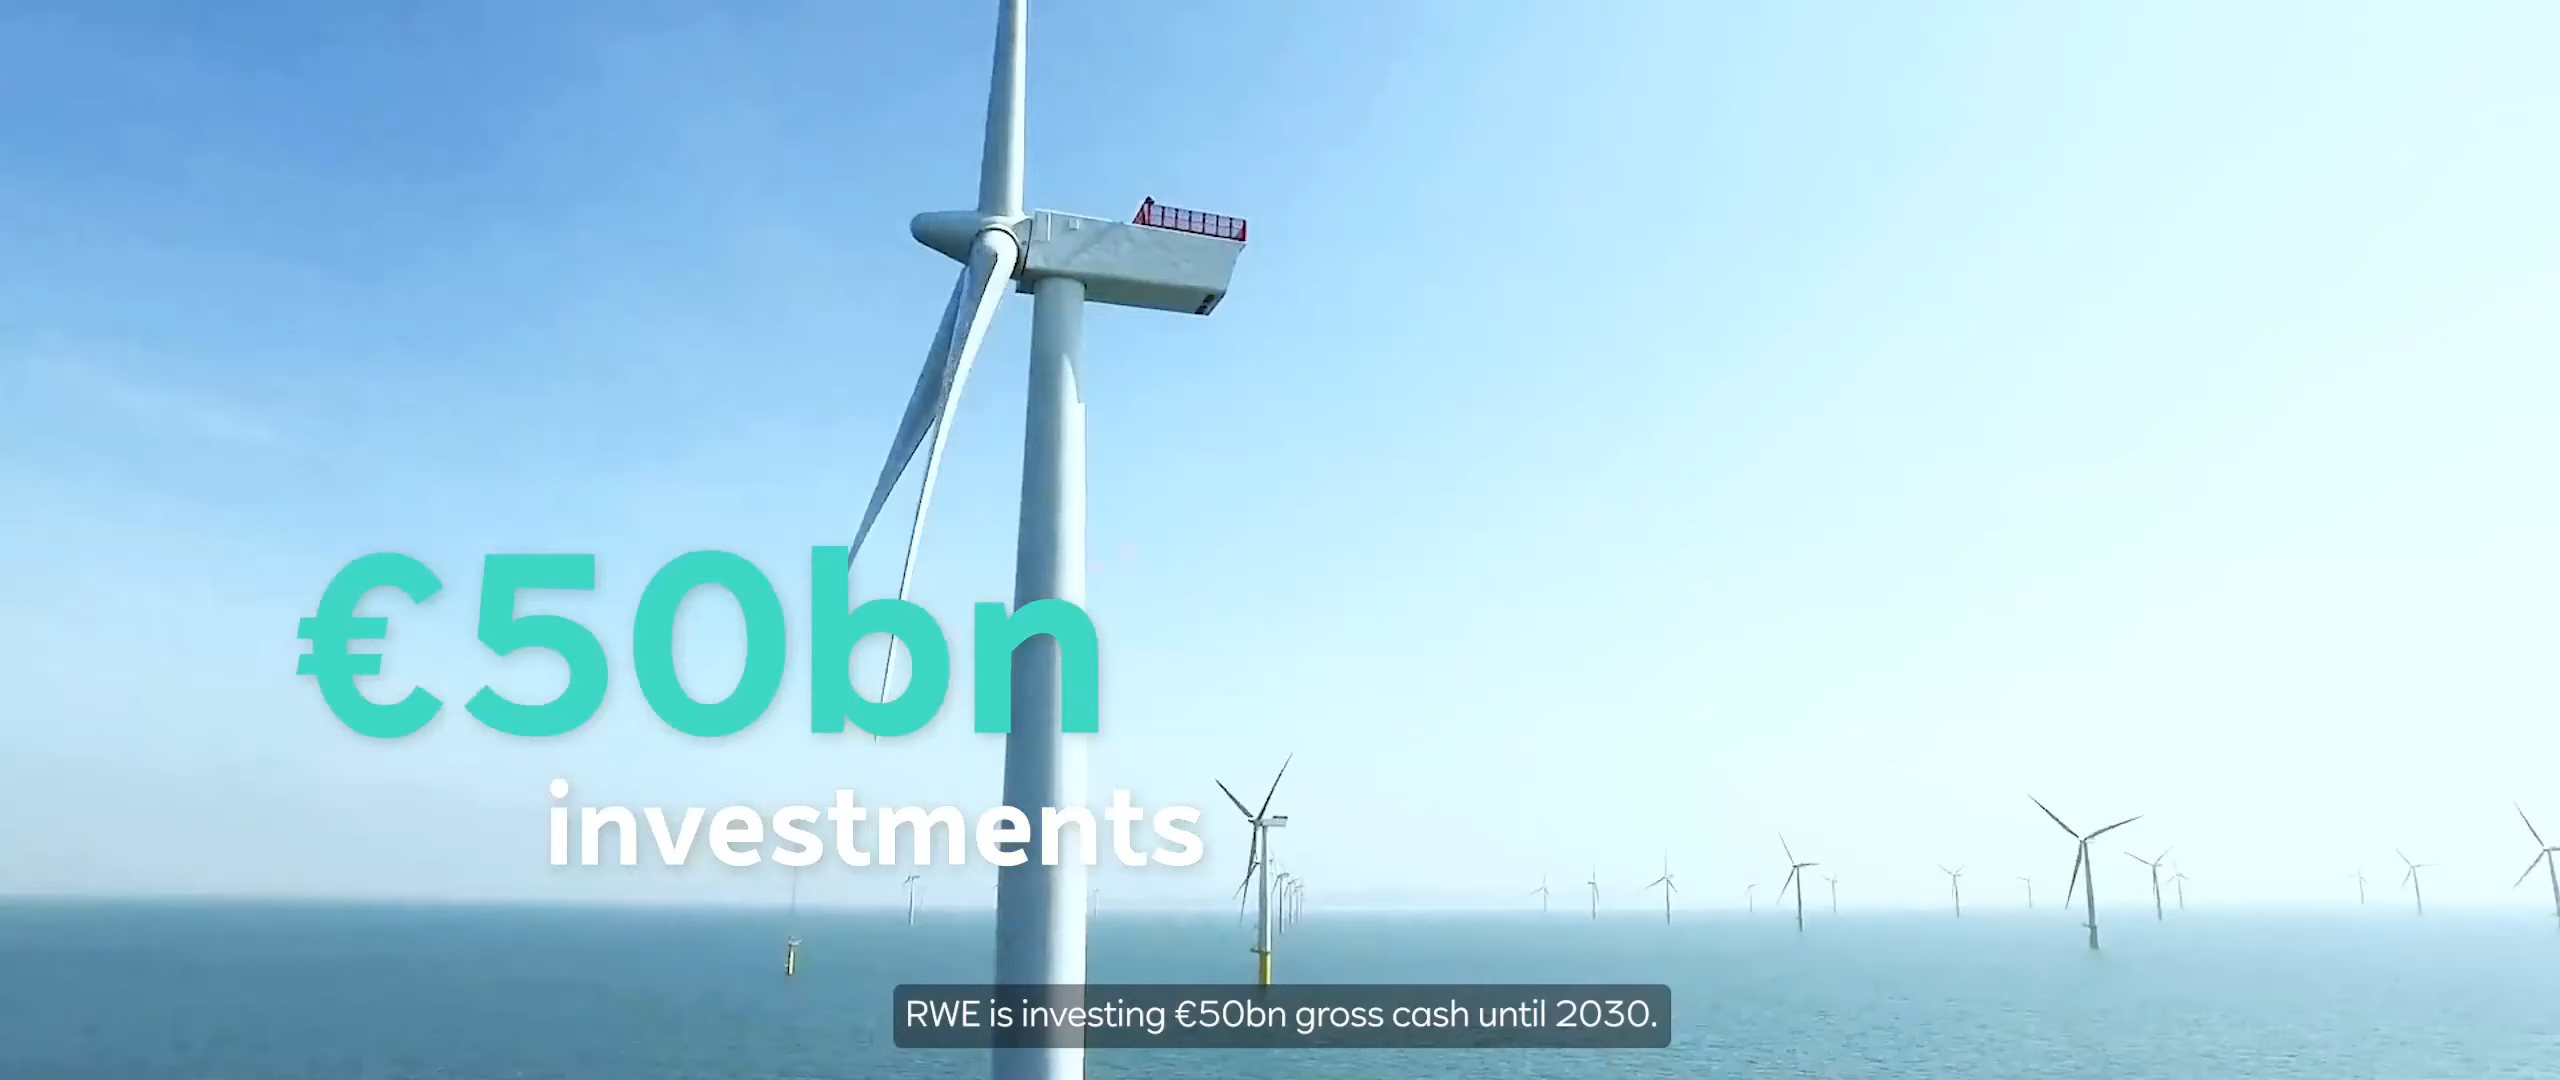 €50bn
investments
RWE is investing €50bn gross cash until 2030.